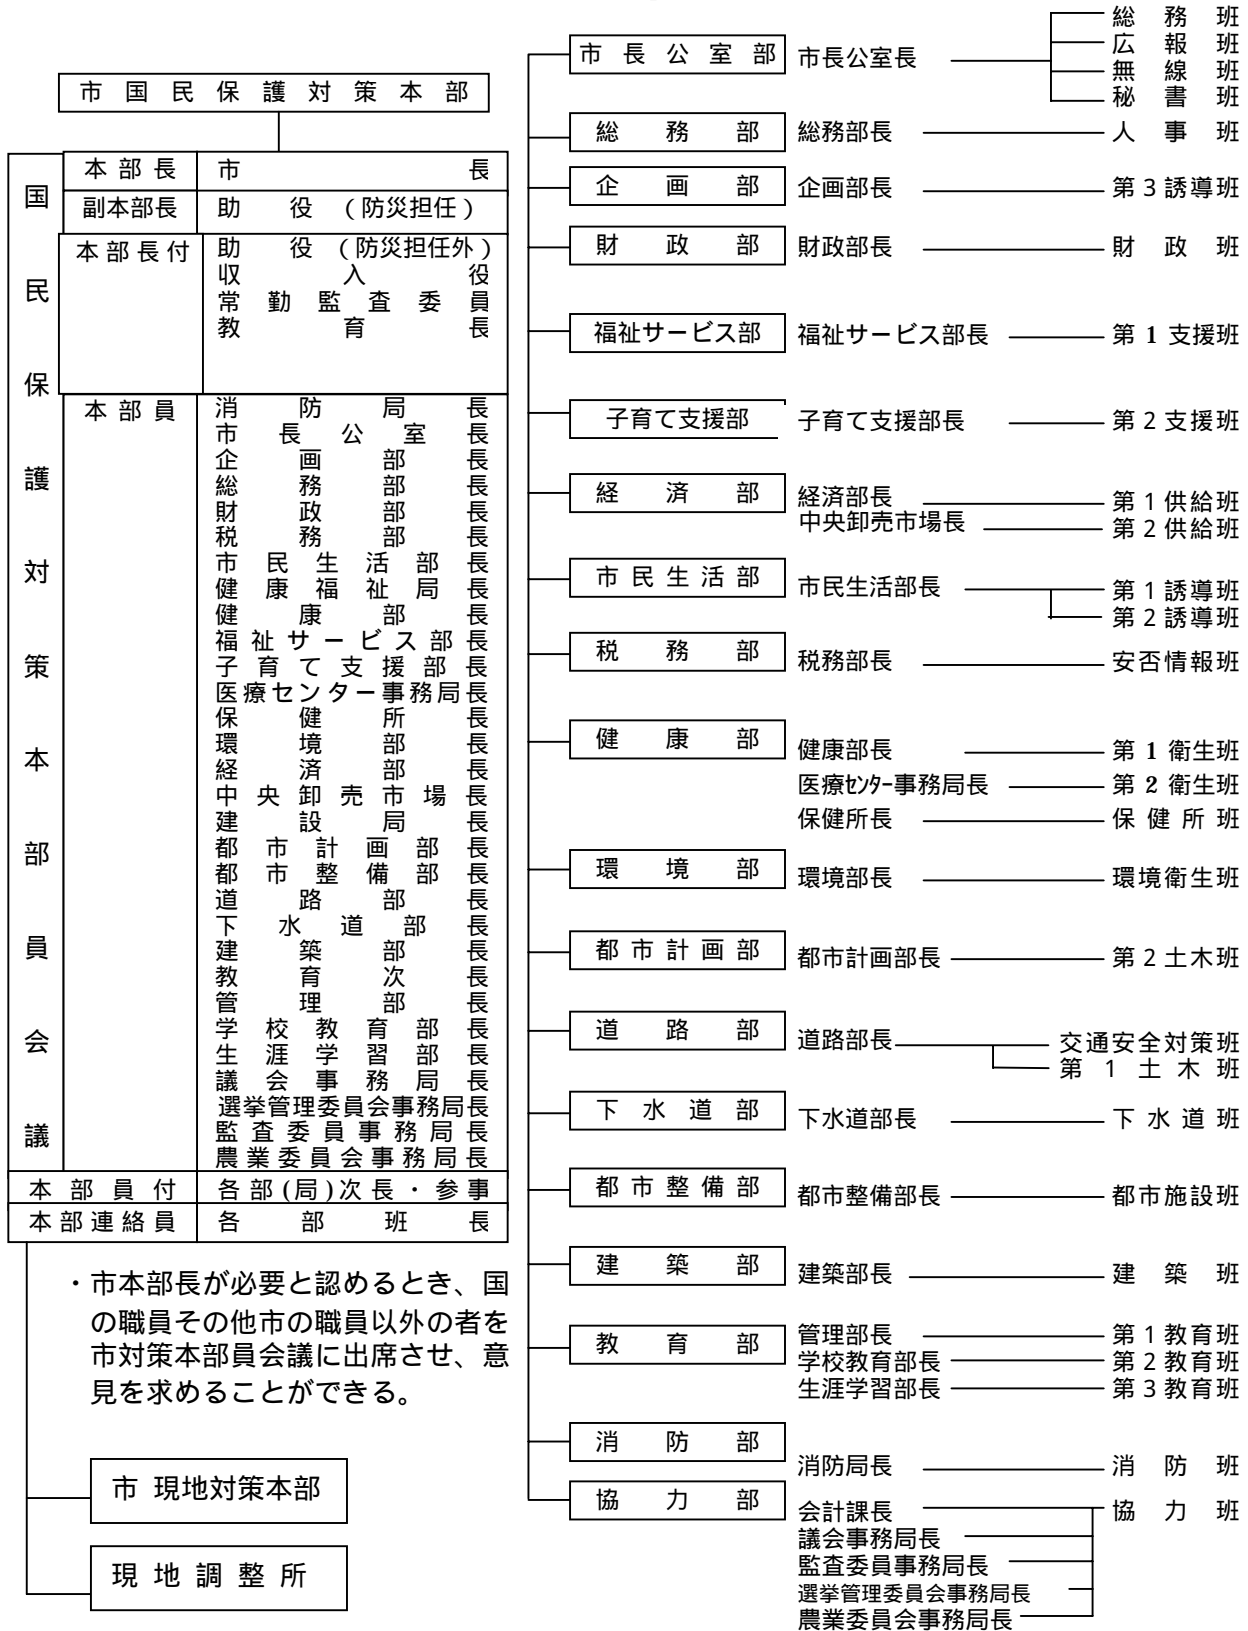 市国民保護対策本部
国民保護対策本部員会議
本部長 市長
副本部長 助役（防災担任）
本部長付 助役（防災担任外）
収入役
常勤監査委員
教育長
本部員 消防局長
市長公室長
企画部長
総務部長
財政部長
税務部長
市民生活部長
健康福祉局長
健康部長
福祉サービス部長
子育て支援部長
医療センター事務局長
保健所長
環境部長
経済部長
中央卸売市場長
建設局長
都市計画部長
都市整備部長
道路部長
下水道部長
建築部長
教育次長
管理部長
学校教育部長
生涯学習部長
議会事務局長
選挙管理委員会事務局長
監査委員事務局長
農業委員会事務局長
本部員付 各部(局)次長・参事
本部連絡員 各部班長
・市本部長が必要と認めるとき、国
の職員その他市の職員以外の者を
市対策本部員会議に出席させ、意
見を求めることができる。
市 現地対策本部
現地調整所
市長公室部 市長公室長 総務班
広報班
無線班
秘書班
総務部 総務部長 人事班
企画部 企画部長 第3誘導班
財政部 財政部長 財政班
福祉サービス部 福祉サービス部長 第1支援班
子育て支援部 子育て支援部長 第2支援班
経済部 経済部長 第1供給班
中央卸売市場長 第2供給班
市民生活部 市民生活部長 第1誘導班
第2誘導班
税務部 税務部長 安否情報班
健康部 健康部長 第1衛生班
医療センター事務局長 第2衛生班
保健所長 保健所班
環境部 環境部長 環境衛生班
都市計画部 都市計画部長 第2土木班
道路部 道路部長 交通安全対策班
第1土木班
下水道部 下水道部長 下水道班
都市整備部 都市整備部長 都市施設班
建築部 建築部長 建築班
教育部 管理部長 第1教育班
学校教育部長 第2教育班
生涯学習部長 第3教育班
消防部 消防局長 消防班
協力部 会計課長 協力班
議会事務局長
監査委員事務局長
選挙管理委員会事務局長
農業委員会事務局長